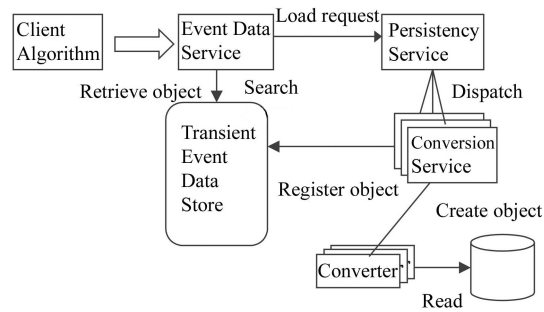 Client
Algorithm
Event Data
Service
Load request
Persistency
Service
Retrieve object
Search
Dispatch
Transient
Event
Data
Store
Conversion
Service
Register object
Create object
Converter
Read